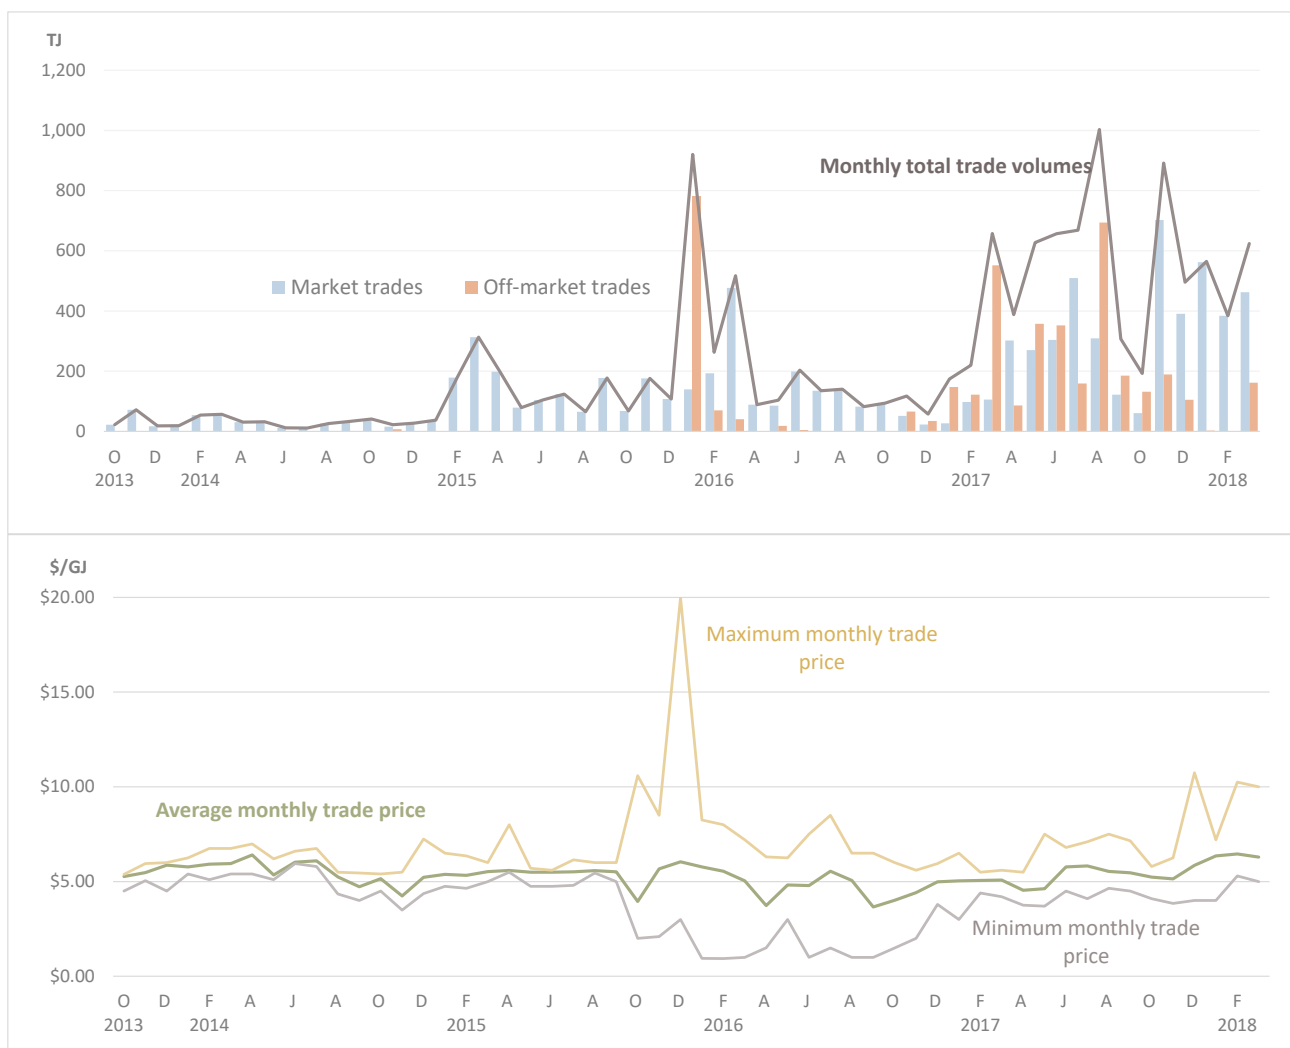 TJ
1,200
1,000
800
600
400
200
0
Monthly total trade volumes
Market trades Off-market trades
O D F A J A O D F A J A O D F A J A O D F A J A O D F
2013 2014 2015 2016 2017 2018
$/GJ
$20.00
$15.00
$10.00
$5.00
$0.00
Maximum monthly trade
price
Average monthly trade price
Minimum monthly trade
price
O D F A J A O D F A J A O D F A J A O D F A J A O D F
2013 2014 2015 2016 2017 2018